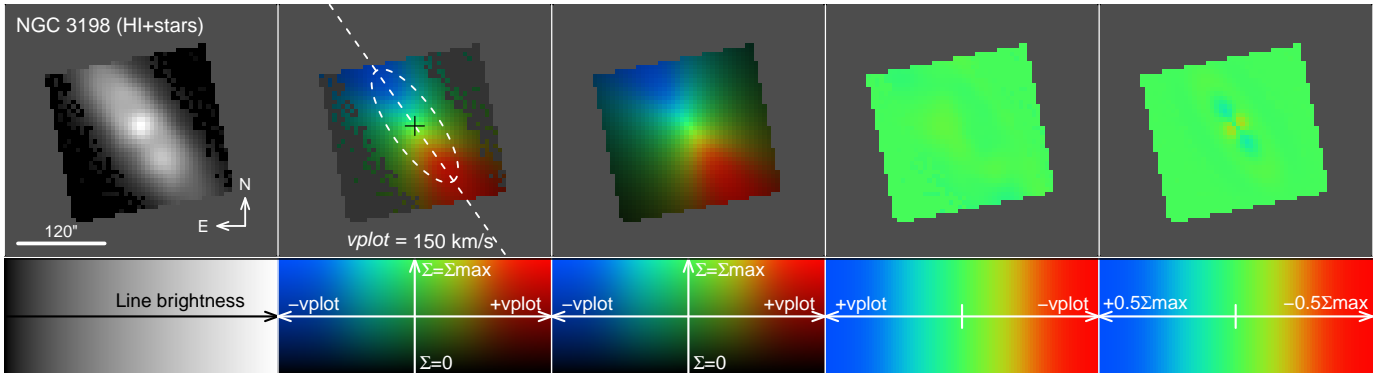 NGC 3198 (HI+stars)
N
E
120"
vplot = 150 km/s
Line brightness
Σ=Σmax
−vplot
+vplot
Σ=0
Σ=Σmax
−vplot
+vplot
Σ=0
+vplot
−vplot
+0.5Σmax
−0.5Σmax